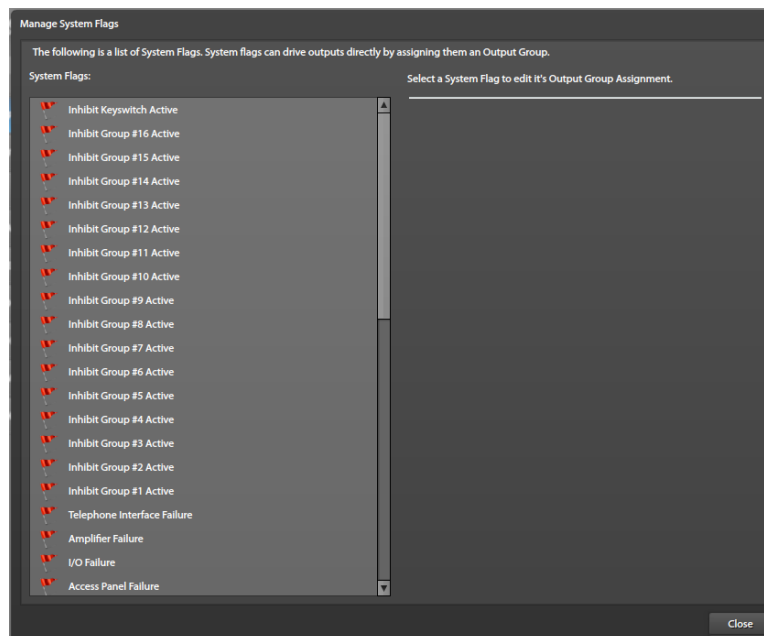 Manage System Flags
The following is a list of System Flags. System flags can drive outputs directly by assigning them an Output Group.
System Flags:
Select a System Flag to edit it's Output Group Assignment.
Inhibit Keyswitch Active
Inhibit Group #16 Active
Inhibit Group #15 Active
Inhibit Group #14 Active
Inhibit Group #13 Active
Inhibit Group #12 Active
Inhibit Group #11 Active
Inhibit Group #10 Active
Inhibit Group #9 Active
Inhibit Group #8 Active
Inhibit Group #7 Active
Inhibit Group #6 Active
Inhibit Group #5 Active
Inhibit Group #4 Active
Inhibit Group #3 Active
Inhibit Group #2 Active
Inhibit Group #1 Active
Telephone Interface Failure
Amplifier Failure
I/O Failure
Access Panel Failure
Close